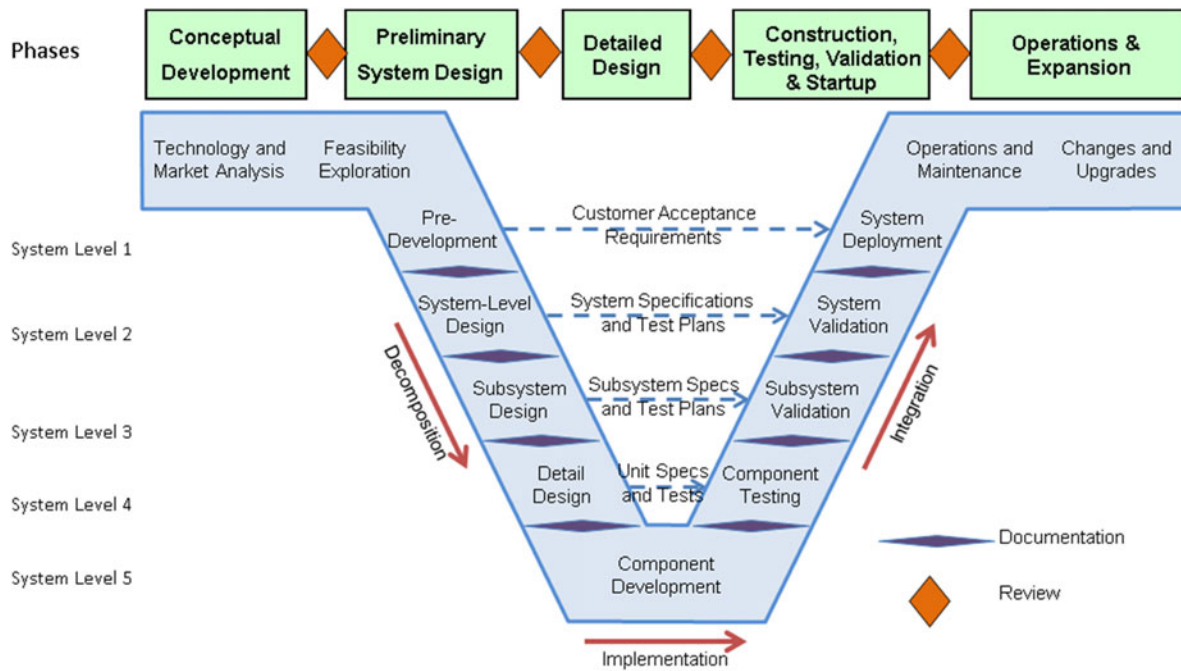 Phases
Conceptual
Development
Preliminary
System Design
Detailed
Design
Construction,
Testing, Validation
& Startup
Operations &
Expansion
Technology and
Market Analysis
Feasibility
Exploration
Operations and
Maintenance
Changes and
Upgrades
System Level 1
Pre-
Development
Customer Acceptance
Requirements
System
Deployment
System Level 2
System-Level
Design
System Specifications
and Test Plans
System
Validation
Decomposition
Integration
System Level 3
Subsystem
Design
Subsystem Specs
and Test Plans
Subsystem
Validation
System Level 4
Detail
Design
Unit Specs
and Tests
Component
Testing
System Level 5
Component
Development
Implementation
Documentation
Review